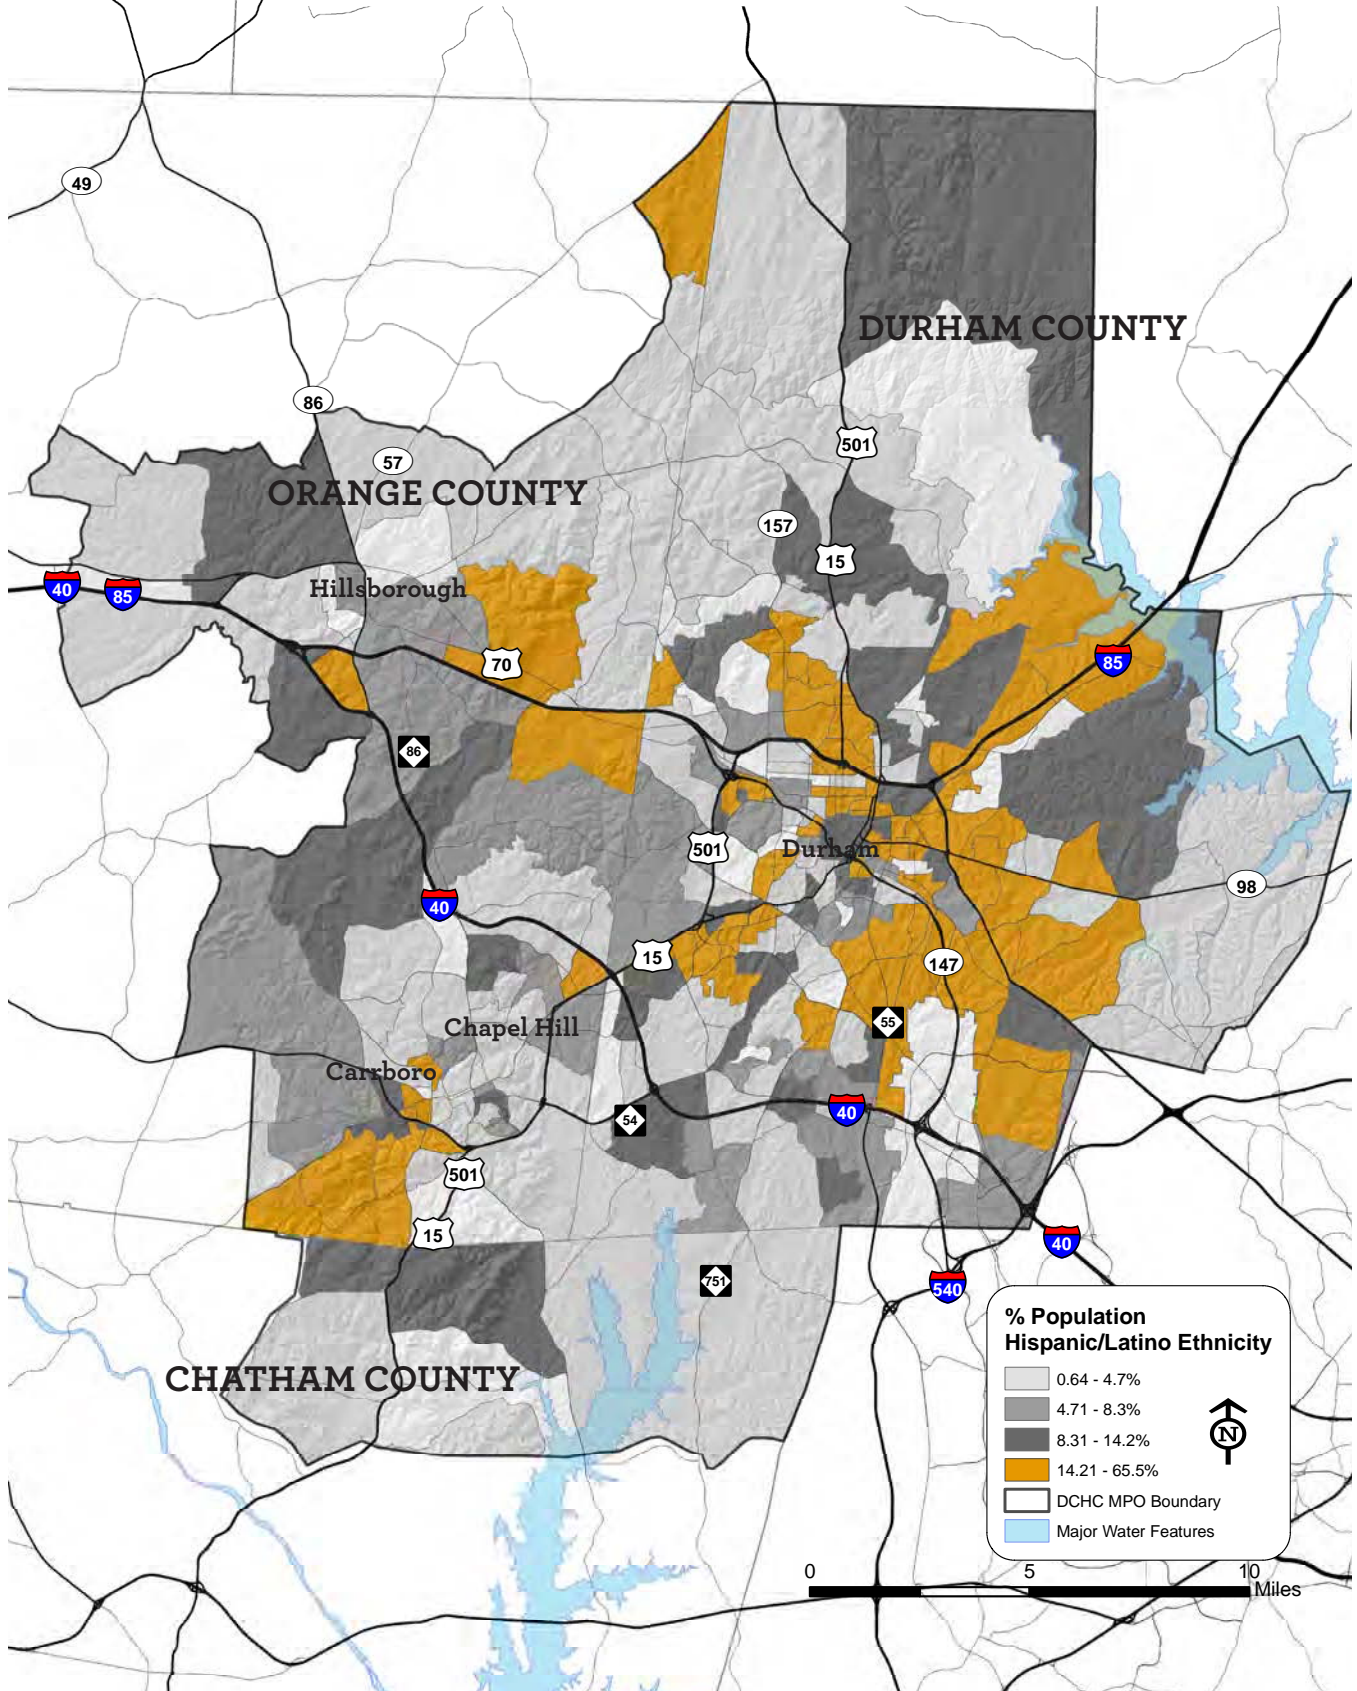 49
DURHAM COUNTY
86
501
57
ORANGE COUNTY
157
15
40
85
Hillsborough
70
85
86
501
Durham
98
40
15
147
Chapel Hill
55
Carrboro
40
54
501
15
40
751
540
% Population
Hispanic/Latino Ethnicity
0.64 - 4.7%
4.71 - 8.3%
8.31 - 14.2%
14.21 - 65.5%
N
DCHC MPO Boundary
Major Water Features
CHATHAM COUNTY
0 5 10
Miles